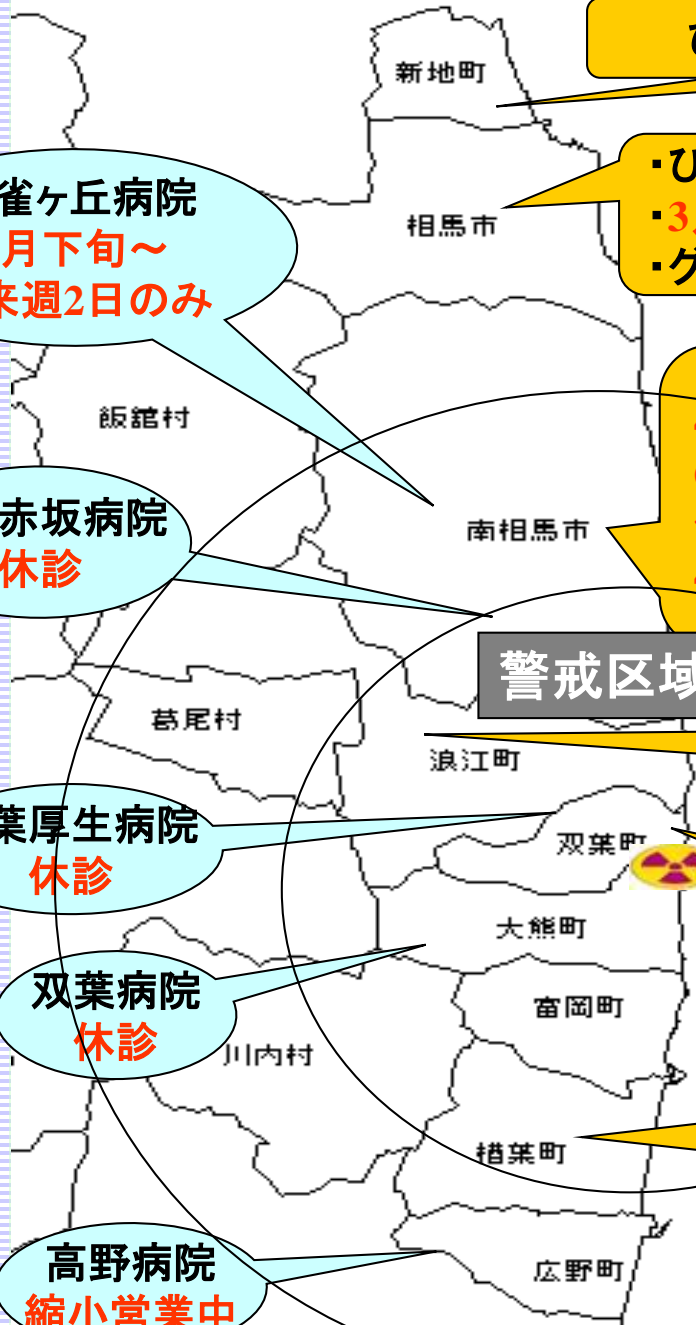 新地町
・ひ
・3
・グ
相馬市
雀ヶ丘病院
月下旬～
来週2日のみ
飯舘村
赤坂病院
休診
南相馬市
警戒区域
葛尾村
浪江町
葉厚生病院
休診
双葉町
大熊町
双葉病院
休診
富岡町
川内村
楢葉町
高野病院
縮小営業中
広野町